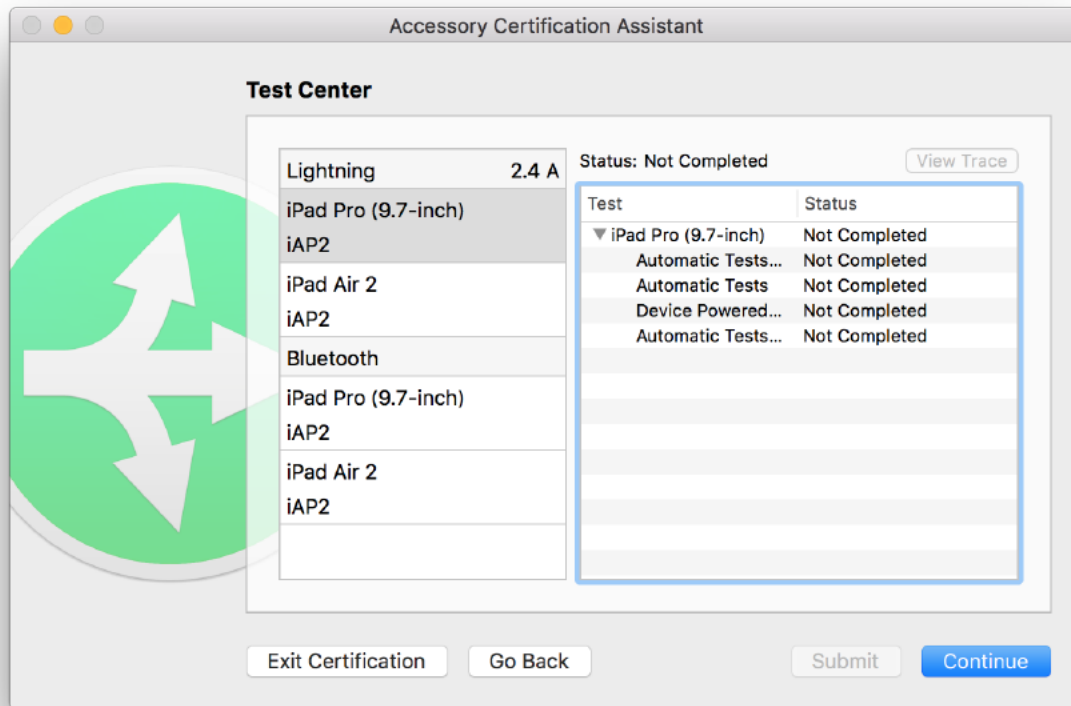 Accessory Certification Assistant
Test Center
Lightning 2.4 A
iPad Pro (9.7-inch)
iAP2
iPad Air 2
iAP2
Bluetooth
iPad Pro (9.7-inch)
iAP2
iPad Air 2
iAP2
Status: Not Completed View Trace
Test Status
iPad Pro (9.7-inch) Not Completed
Automatic Tests... Not Completed
Automatic Tests Not Completed
Device Powered... Not Completed
Automatic Tests... Not Completed
Exit Certification Go Back Submit Continue